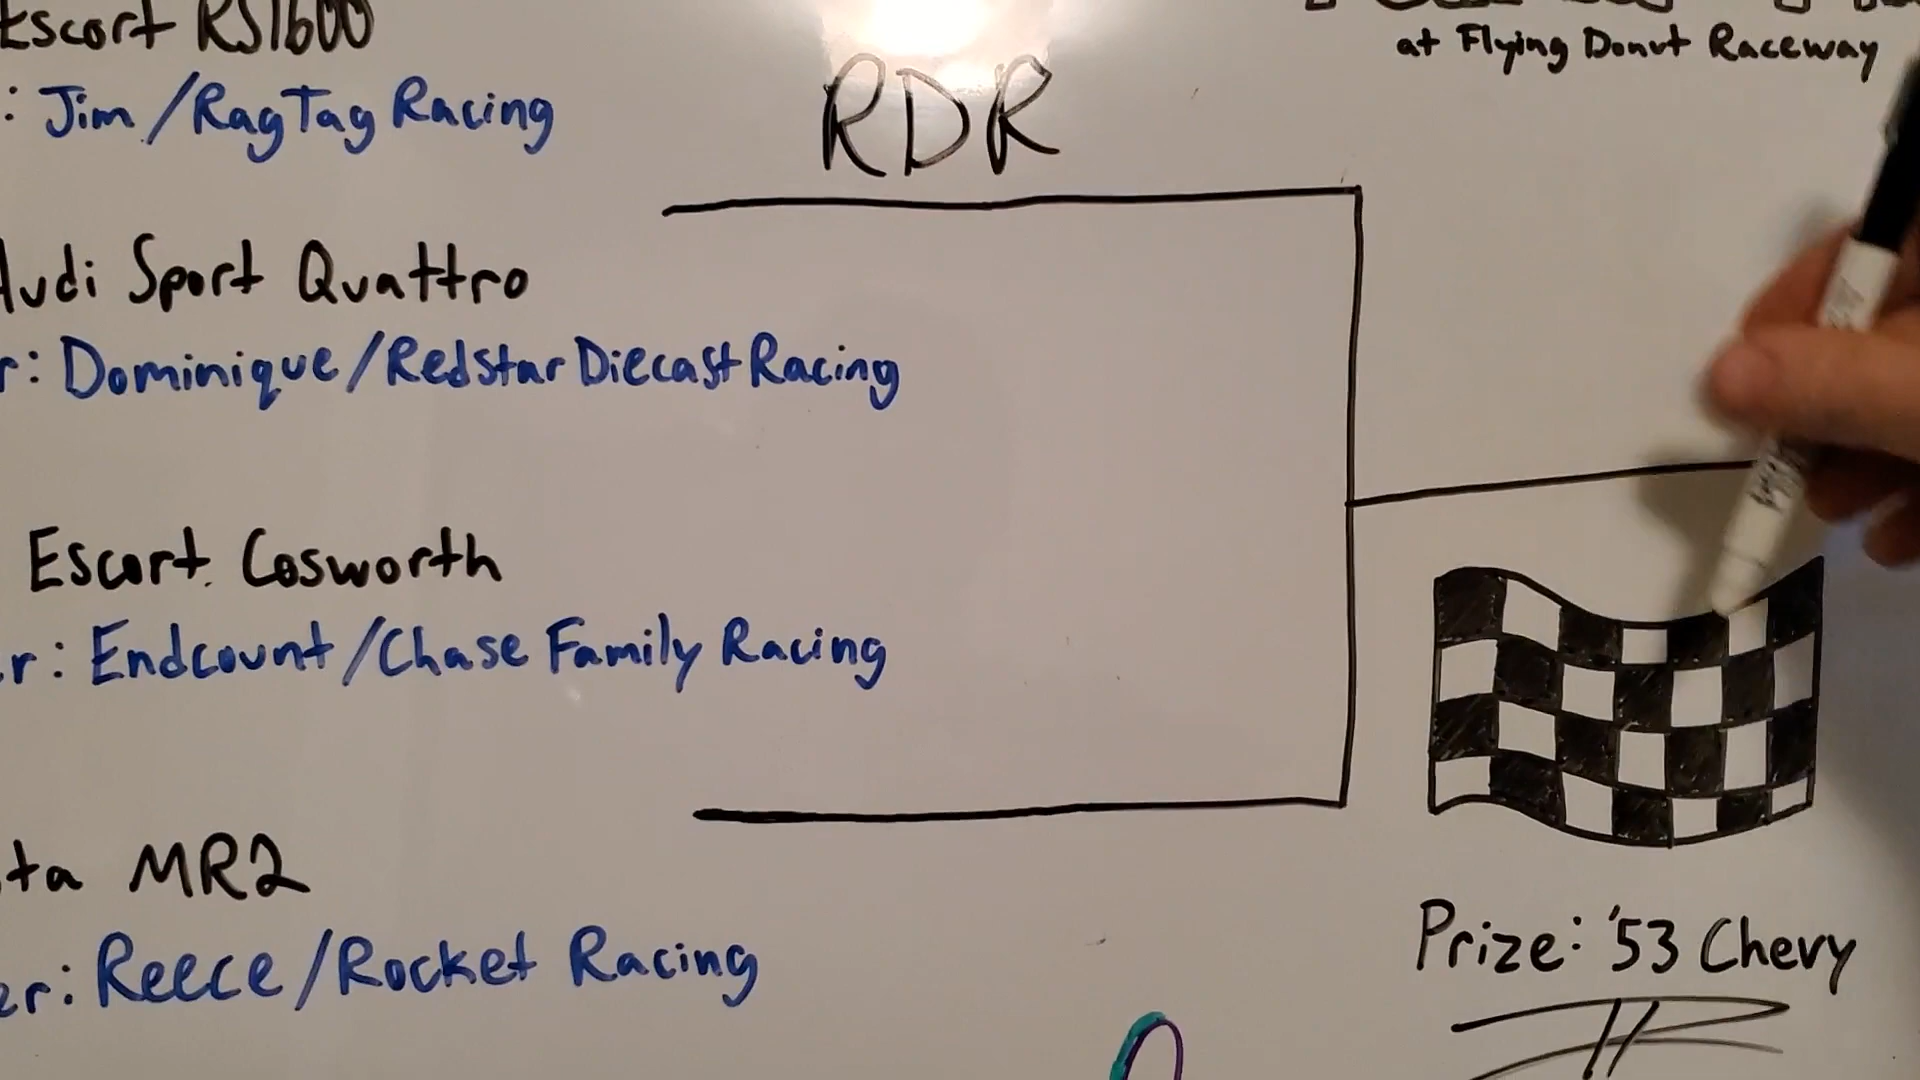 Escort RS1600
: Jim/RagTag Racing
RDR
at Flying Donut Raceway
Audi Sport Quattro
r: Dominique/Redstar Diecast Racing
Escort Cosworth
er: Endcount/Chase Family Racing
ta MR2
er: Reece/Rocket Racing
Prize: '53 Chevy